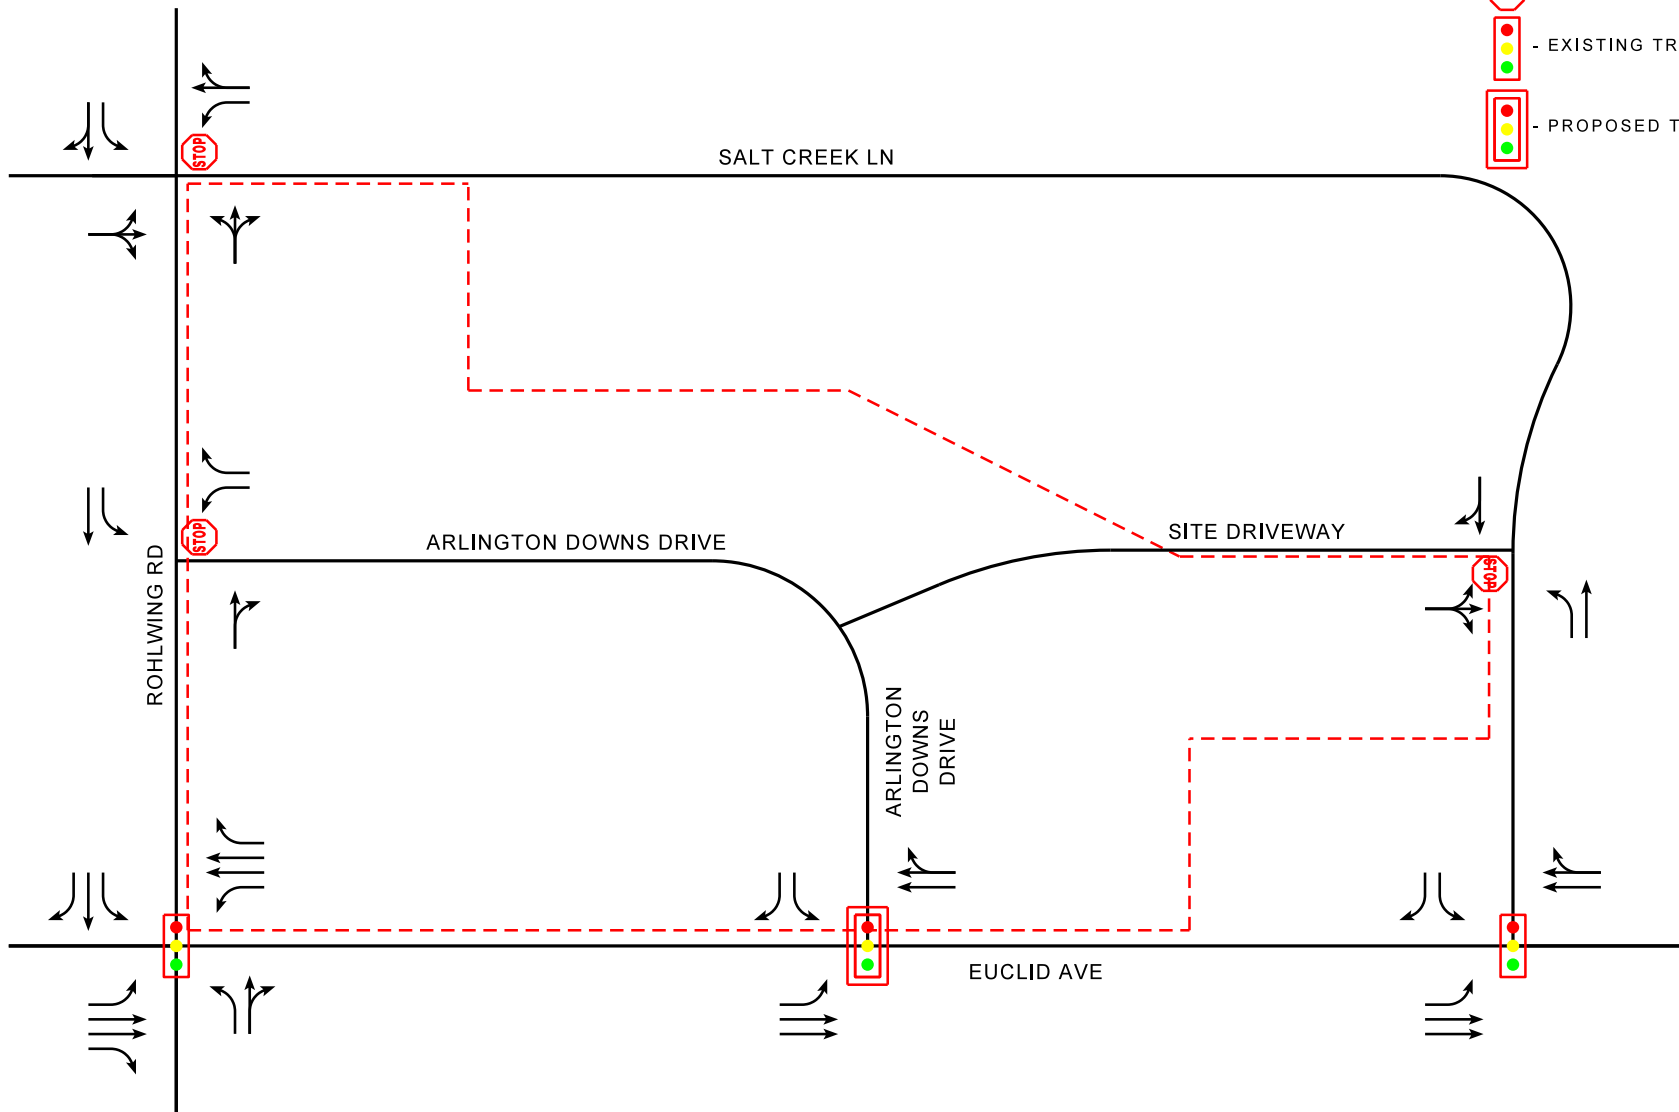 - EXISTING TR
- PROPOSED T
STOP
SALT CREEK LN
STOP
ARLINGTON DOWNS DRIVE
SITE DRIVEWAY
STOP
ROHLWING RD
ARLINGTON
DOWNS
DRIVE
EUCLID AVE